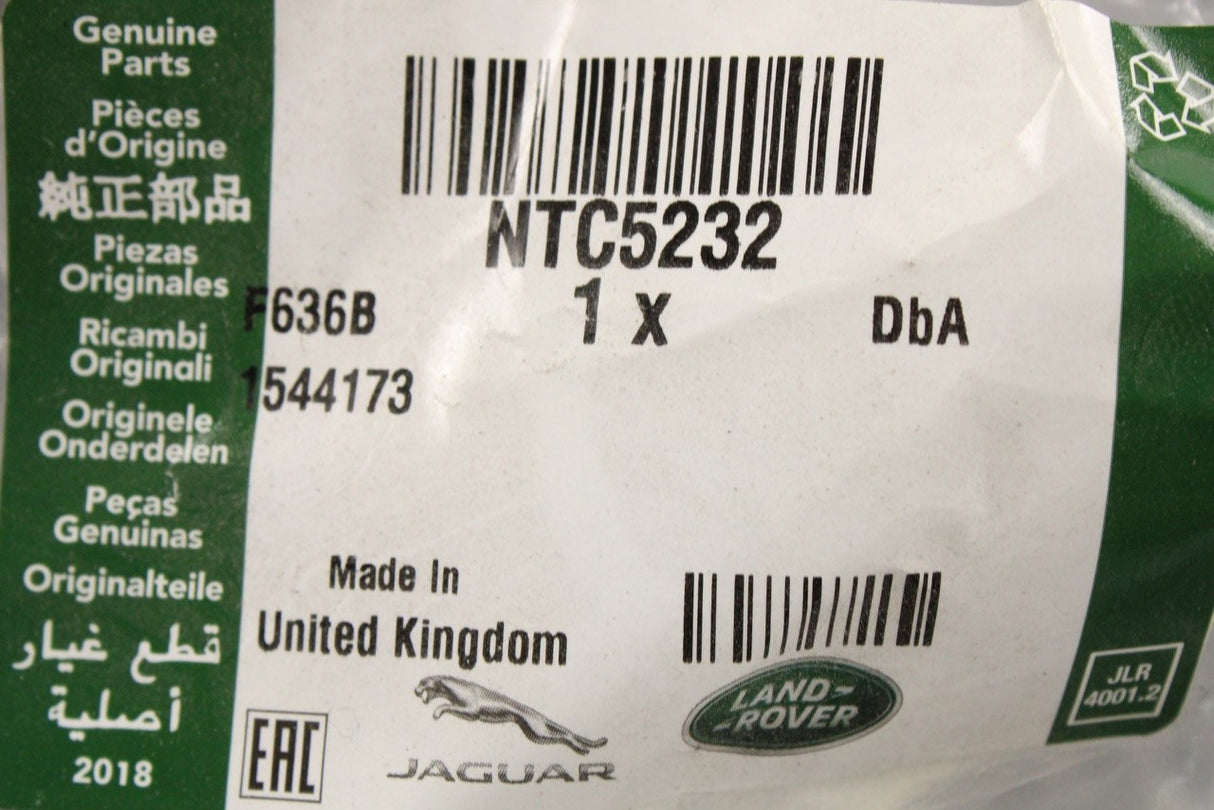 Genuine
Parts
Pièces
d'Origine
純正部品
Piezas
Originales
Ricambi
Originali
Originele
Onderdelen
Peças
Genuinas
Originalteile
قطع غيار
أصلية
2018
NTC5232
F636B 1 x DbA
1544173
Made In
United Kingdom
EAC
JAGUAR
LAND-
-ROVER
JLR
4001.2